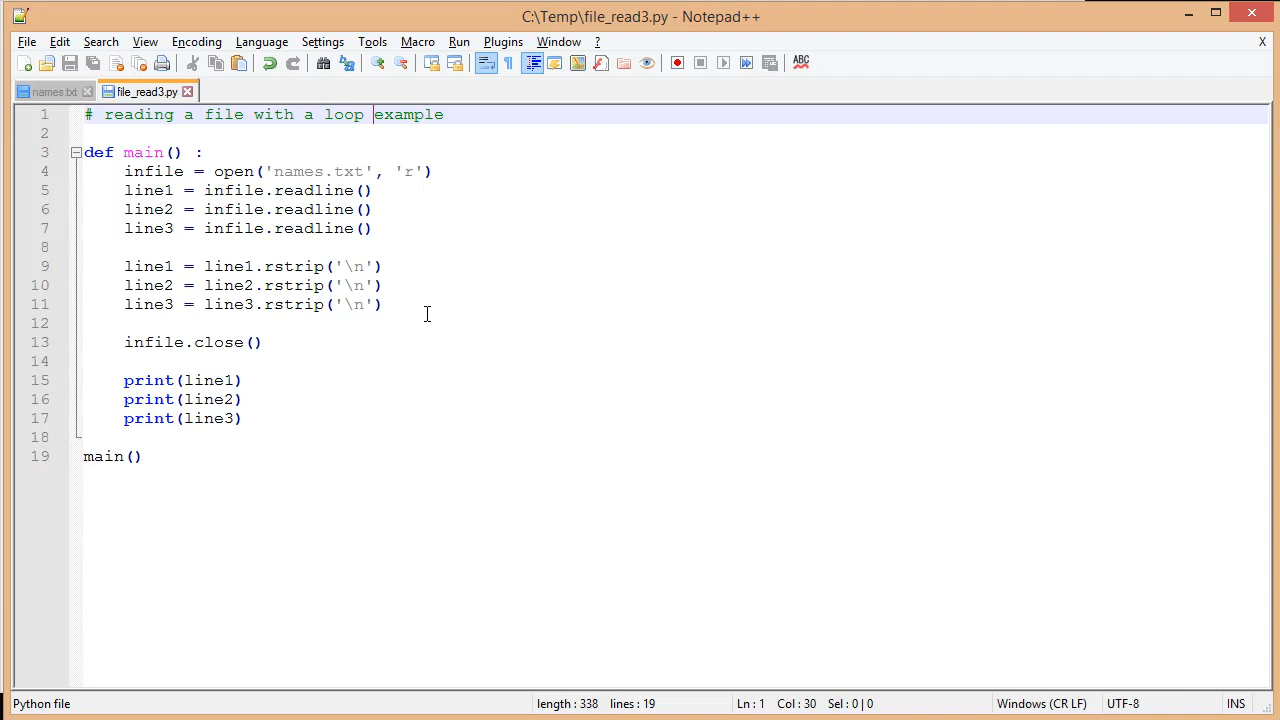 C:\Temp\file_read3.py - Notepad++
File Edit Search View Encoding Language Settings Tools Macro Run Plugins Window ? X
ABC
names.txt file_read3.py
1 # reading a file with a loop example
2
3 def main() :
4 infile = open('names.txt', 'r')
5 line1 = infile.readline()
6 line2 = infile.readline()
7 line3 = infile.readline()
8
9 line1 = line1.rstrip('\n')
10 line2 = line2.rstrip('\n')
11 line3 = line3.rstrip('\n')
12
13 infile.close()
14
15 print(line1)
16 print(line2)
17 print(line3)
18
19 main()
Python file length : 338 lines : 19 Ln : 1 Col : 30 Sel : 0 | 0 Windows (CR LF) UTF-8 INS